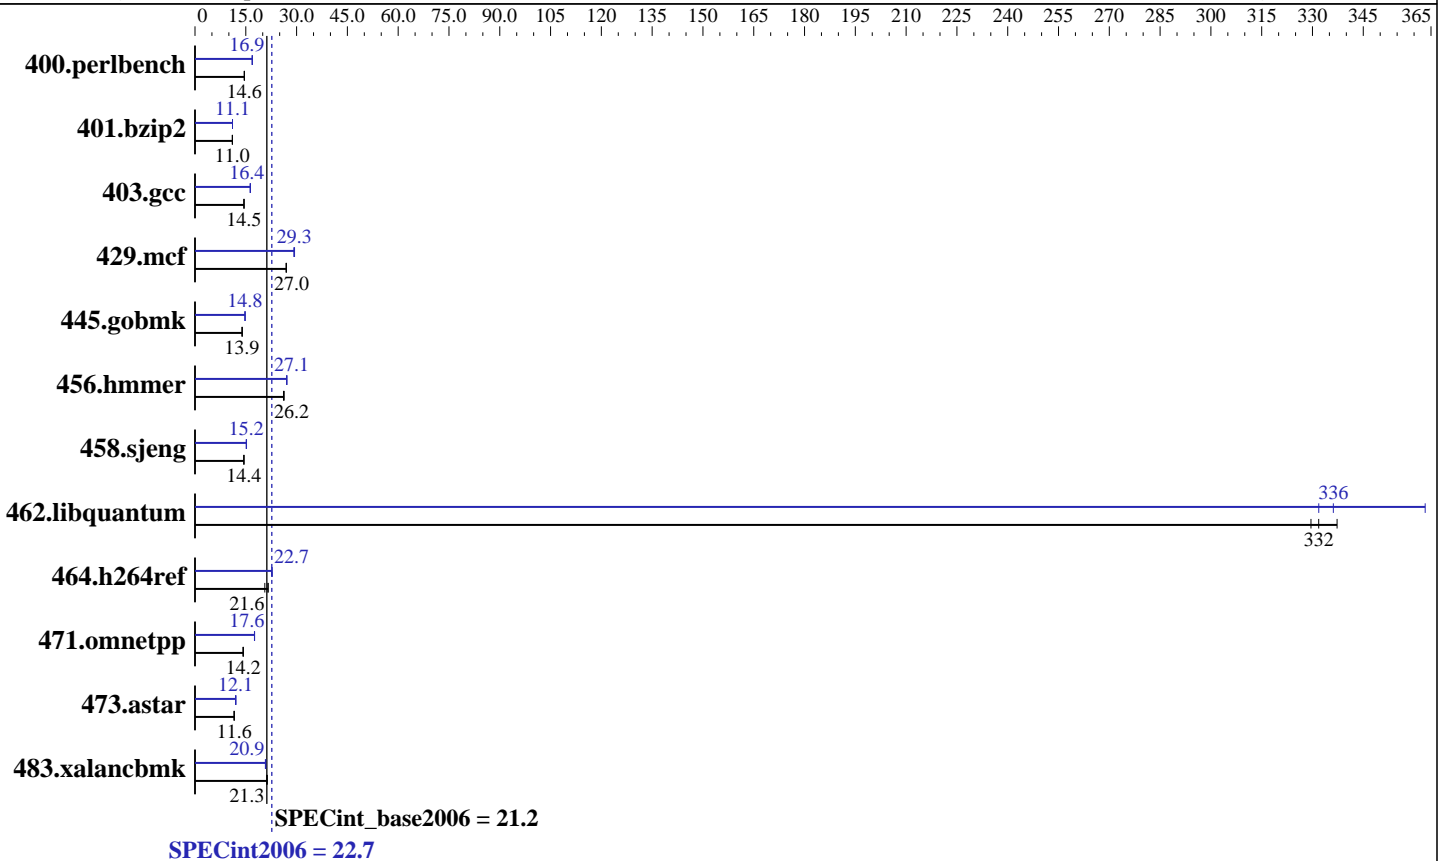 0 15.0 30.0 45.0 60.0 75.0 90.0 105 120 135 150 165 180 195 210 225 240 255 270 285 300 315 330 345 365
16.9
400.perlbench
14.6
11.1
401.bzip2
11.0
16.4
403.gcc
14.5
29.3
429.mcf
27.0
14.8
445.gobmk
13.9
27.1
456.hmmer
26.2
15.2
458.sjeng
14.4
336
462.libquantum
332
22.7
464.h264ref
21.6
17.6
471.omnetpp
14.2
12.1
473.astar
11.6
20.9
483.xalancbmk
21.3
SPECint_base2006 = 21.2
SPECint2006 = 22.7